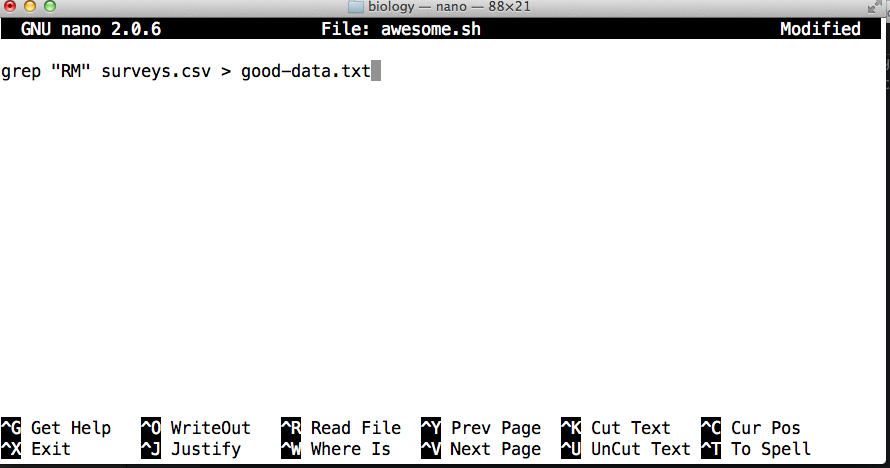 biology — nano — 88×21
GNU nano 2.0.6 File: awesome.sh Modified
grep "RM" surveys.csv > good-data.txt
^G Get Help ^O WriteOut ^R Read File ^Y Prev Page ^K Cut Text ^C Cur Pos
^X Exit ^J Justify ^W Where Is ^V Next Page ^U UnCut Text ^T To Spell